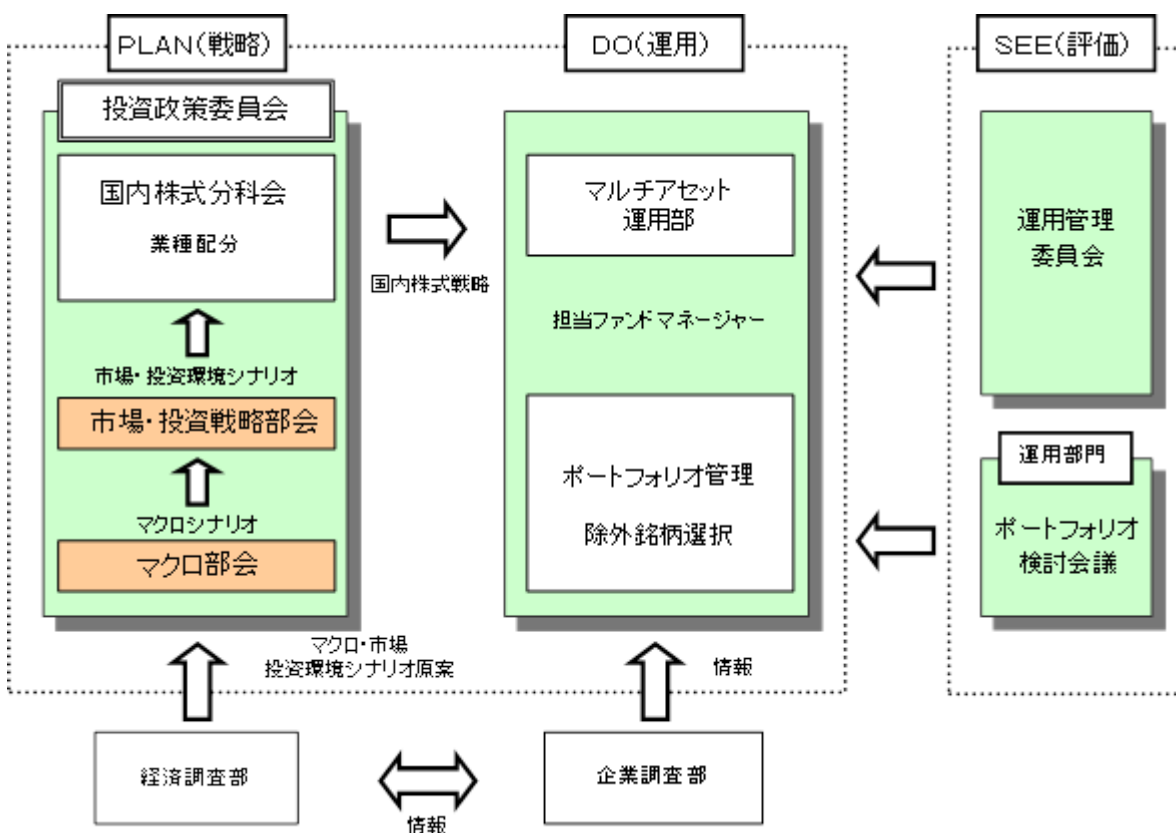 PLAN(戦略)
DO(運用)
SEE(評価)
投資政策委員会
国内株式分科会
業種配分
市場・投資環境シナリオ
市場・投資戦略部会
マクロシナリオ
マクロ部会
国内株式戦略
マルチアセット
運用部
担当ファンドマネージャー
ポートフォリオ管理
除外銘柄選択
運用管理
委員会
運用部門
ポートフォリオ
検討会議
マクロ・市場
投資環境シナリオ原案
情報
経済調査部
情報
企業調査部